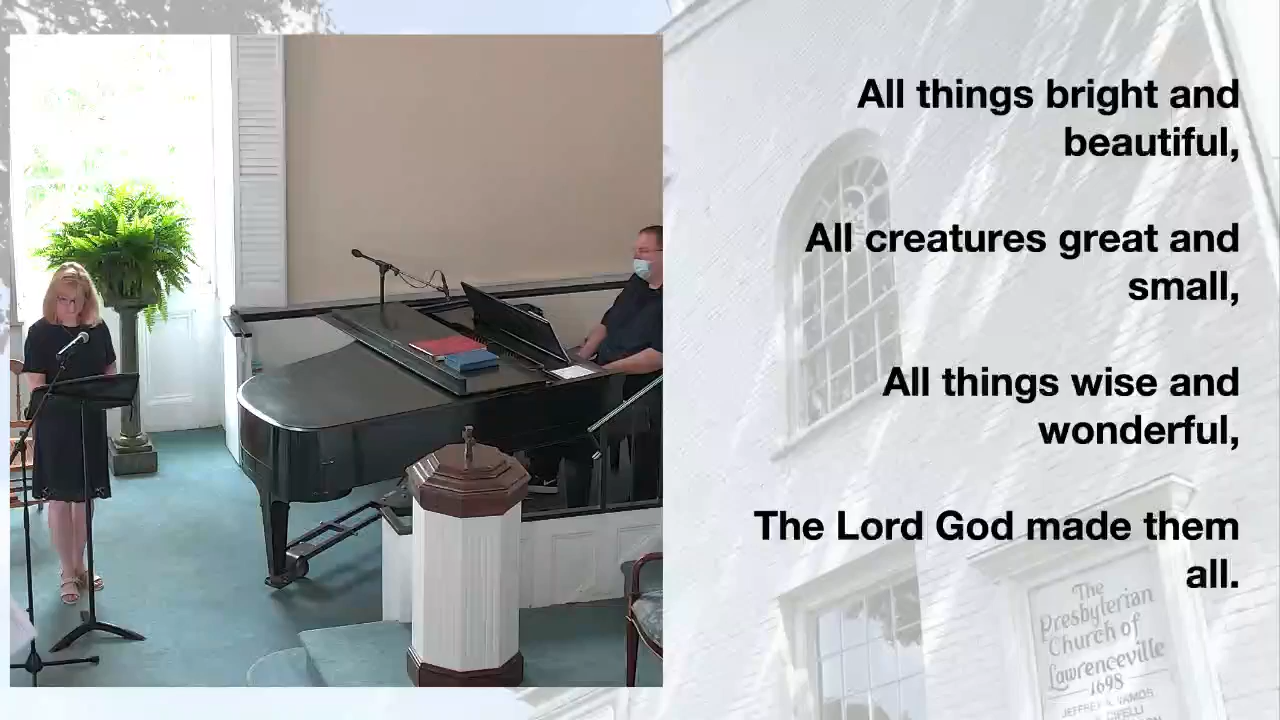 All things bright and
beautiful,
All creatures great and
small,
All things wise and
wonderful,
The Lord God made them
all.
The
Presbyterian
Church of
Lawrenceville
1698